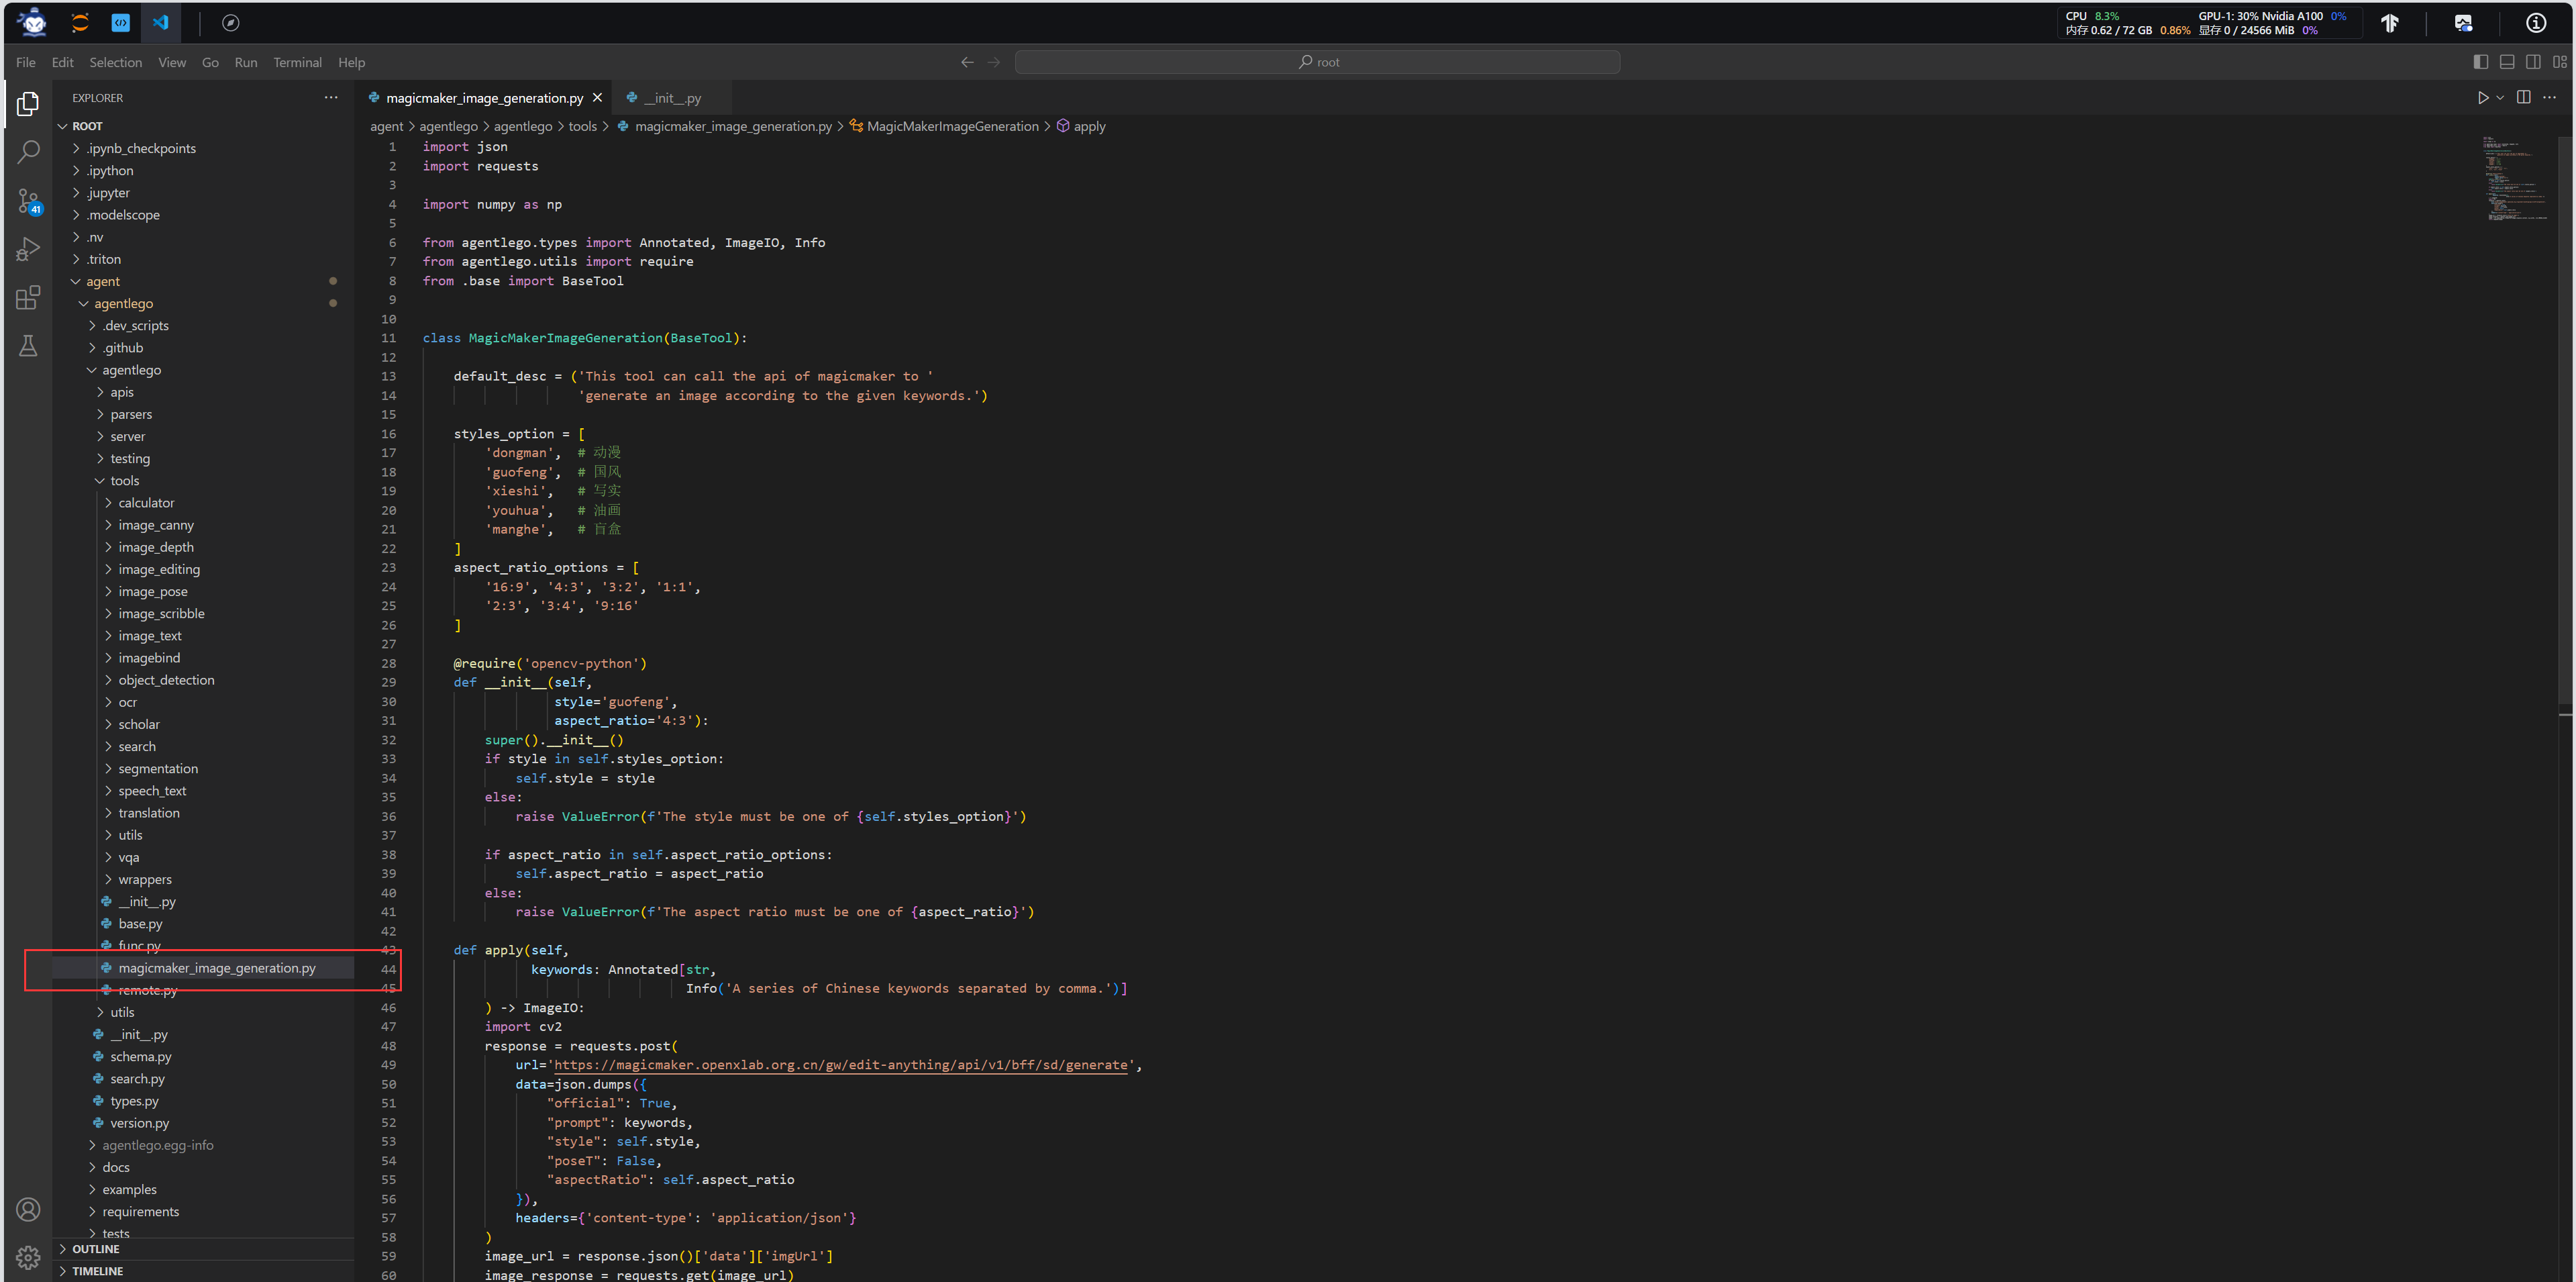 CPU 8.3% GPU-1: 30% Nvidia A100 0%
内存 0.62 / 72 GB 0.86% 显存 0 / 24566 MiB 0%
File Edit Selection View Go Run Terminal Help
root
EXPLORER
ROOT
.ipynb_checkpoints
.ipython
.jupyter
.modelscope
.nv
.triton
agent
agentlego
.dev_scripts
.github
agentlego
apis
parsers
server
testing
tools
calculator
image_canny
image_depth
image_editing
image_pose
image_scribble
image_text
imagebind
object_detection
ocr
scholar
search
segmentation
speech_text
translation
utils
vqa
wrappers
__init__.py
base.py
func.py
magicmaker_image_generation.py
remote.py
utils
__init__.py
schema.py
search.py
types.py
version.py
agentlego.egg-info
docs
examples
requirements
tests
OUTLINE
TIMELINE
41
magicmaker_image_generation.py __init__.py
agent > agentlego > agentlego > tools > magicmaker_image_generation.py > MagicMakerImageGeneration > apply
1 import json
2 import requests
3
4 import numpy as np
5
6 from agentlego.types import Annotated, ImageIO, Info
7 from agentlego.utils import require
8 from .base import BaseTool
9
10
11 class MagicMakerImageGeneration(BaseTool):
12
13 default_desc = ('This tool can call the api of magicmaker to '
14 'generate an image according to the given keywords.')
15
16 styles_option = [
17 'dongman', # 动漫
18 'guofeng', # 国风
19 'xieshi', # 写实
20 'youhua', # 油画
21 'manghe', # 盲盒
22 ]
23 aspect_ratio_options = [
24 '16:9', '4:3', '3:2', '1:1',
25 '2:3', '3:4', '9:16'
26 ]
27
28 @require('opencv-python')
29 def __init__(self,
30 style='guofeng',
31 aspect_ratio='4:3'):
32 super().__init__()
33 if style in self.styles_option:
34 self.style = style
35 else:
36 raise ValueError(f'The style must be one of {self.styles_option}')
37
38 if aspect_ratio in self.aspect_ratio_options:
39 self.aspect_ratio = aspect_ratio
40 else:
41 raise ValueError(f'The aspect ratio must be one of {aspect_ratio}')
42
43 def apply(self,
44 keywords: Annotated[str,
45 Info('A series of Chinese keywords separated by comma.')]
46 ) -> ImageIO:
47 import cv2
48 response = requests.post(
49 url='https://magicmaker.openxlab.org.cn/gw/edit-anything/api/v1/bff/sd/generate',
50 data=json.dumps({
51 "official": True,
52 "prompt": keywords,
53 "style": self.style,
54 "poseT": False,
55 "aspectRatio": self.aspect_ratio
56 }),
57 headers={'content-type': 'application/json'}
58 )
59 image_url = response.json()['data']['imgUrl']
60 image_response = requests.get(image_url)